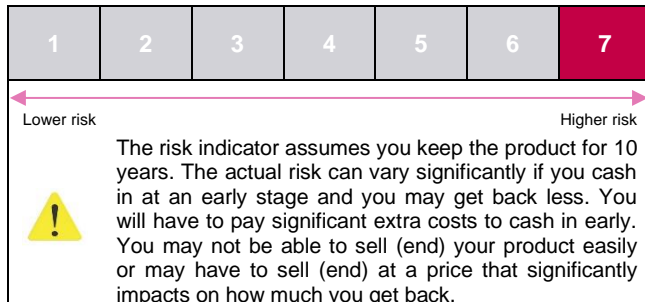 1 2 3 4 5 6 7
Lower risk Higher risk
The risk indicator assumes you keep the product for 10
years. The actual risk can vary significantly if you cash
in at an early stage and you may get back less. You
will have to pay significant extra costs to cash in early.
You may not be able to sell (end) your product easily
or may have to sell (end) at a price that significantly
impacts on how much you get back.